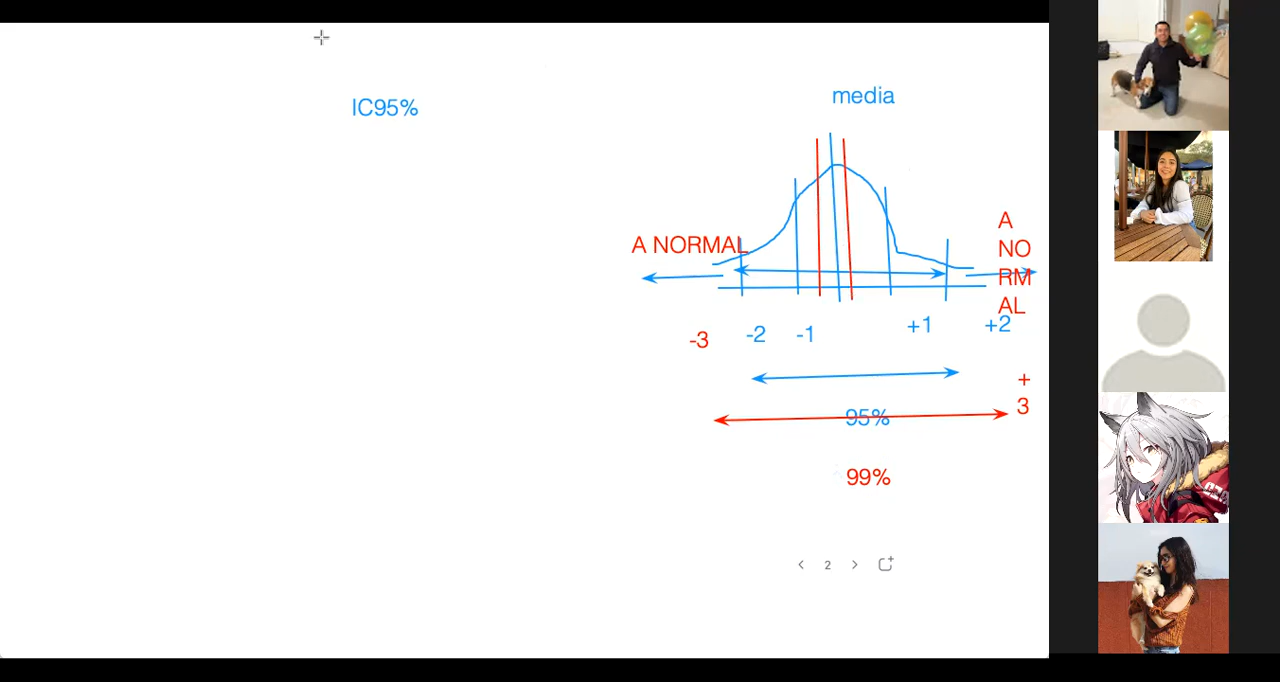 IC95%
media
A NORMAL
A
NO
RM
AL
-3
-2
-1
+1
+2
+
3
95%
99%
2